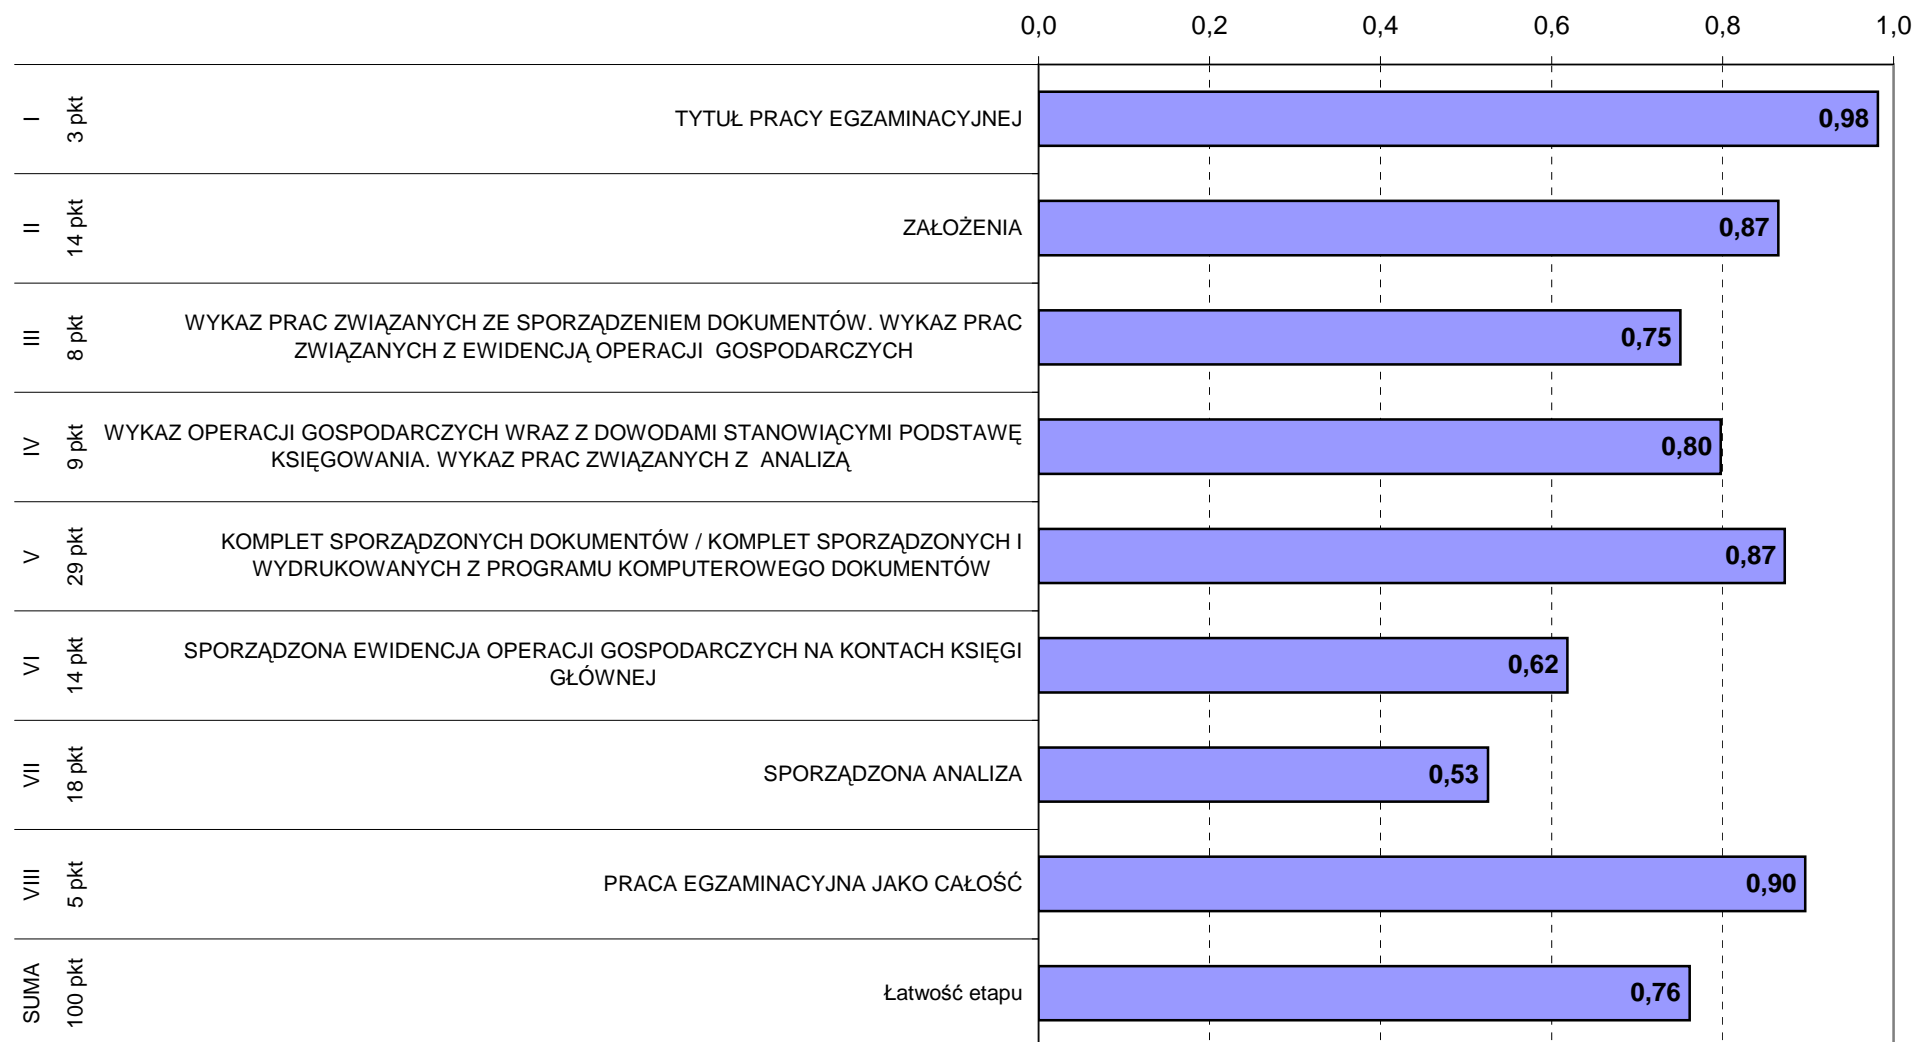 0,0 0,2 0,4 0,6 0,8 1,0
I 3 pkt TYTUŁ PRACY EGZAMINACYJNEJ 0,98
II 14 pkt ZAŁOŻENIA 0,87
III 8 pkt WYKAZ PRAC ZWIĄZANYCH ZE SPORZĄDZENIEM DOKUMENTÓW. WYKAZ PRAC
ZWIĄZANYCH Z EWIDENCJĄ OPERACJI GOSPODARCZYCH 0,75
IV 9 pkt WYKAZ OPERACJI GOSPODARCZYCH WRAZ Z DOWODAMI STANOWIĄCYMI PODSTAWĘ
KSIĘGOWANIA. WYKAZ PRAC ZWIĄZANYCH Z ANALIZĄ 0,80
V 29 pkt KOMPLET SPORZĄDZONYCH DOKUMENTÓW / KOMPLET SPORZĄDZONYCH I
WYDRUKOWANYCH Z PROGRAMU KOMPUTEROWEGO DOKUMENTÓW 0,87
VI 14 pkt SPORZĄDZONA EWIDENCJA OPERACJI GOSPODARCZYCH NA KONTACH KSIĘGI
GŁÓWNEJ 0,62
VII 18 pkt SPORZĄDZONA ANALIZA 0,53
VIII 5 pkt PRACA EGZAMINACYJNA JAKO CAŁOŚĆ 0,90
SUMA 100 pkt Łatwość etapu 0,76